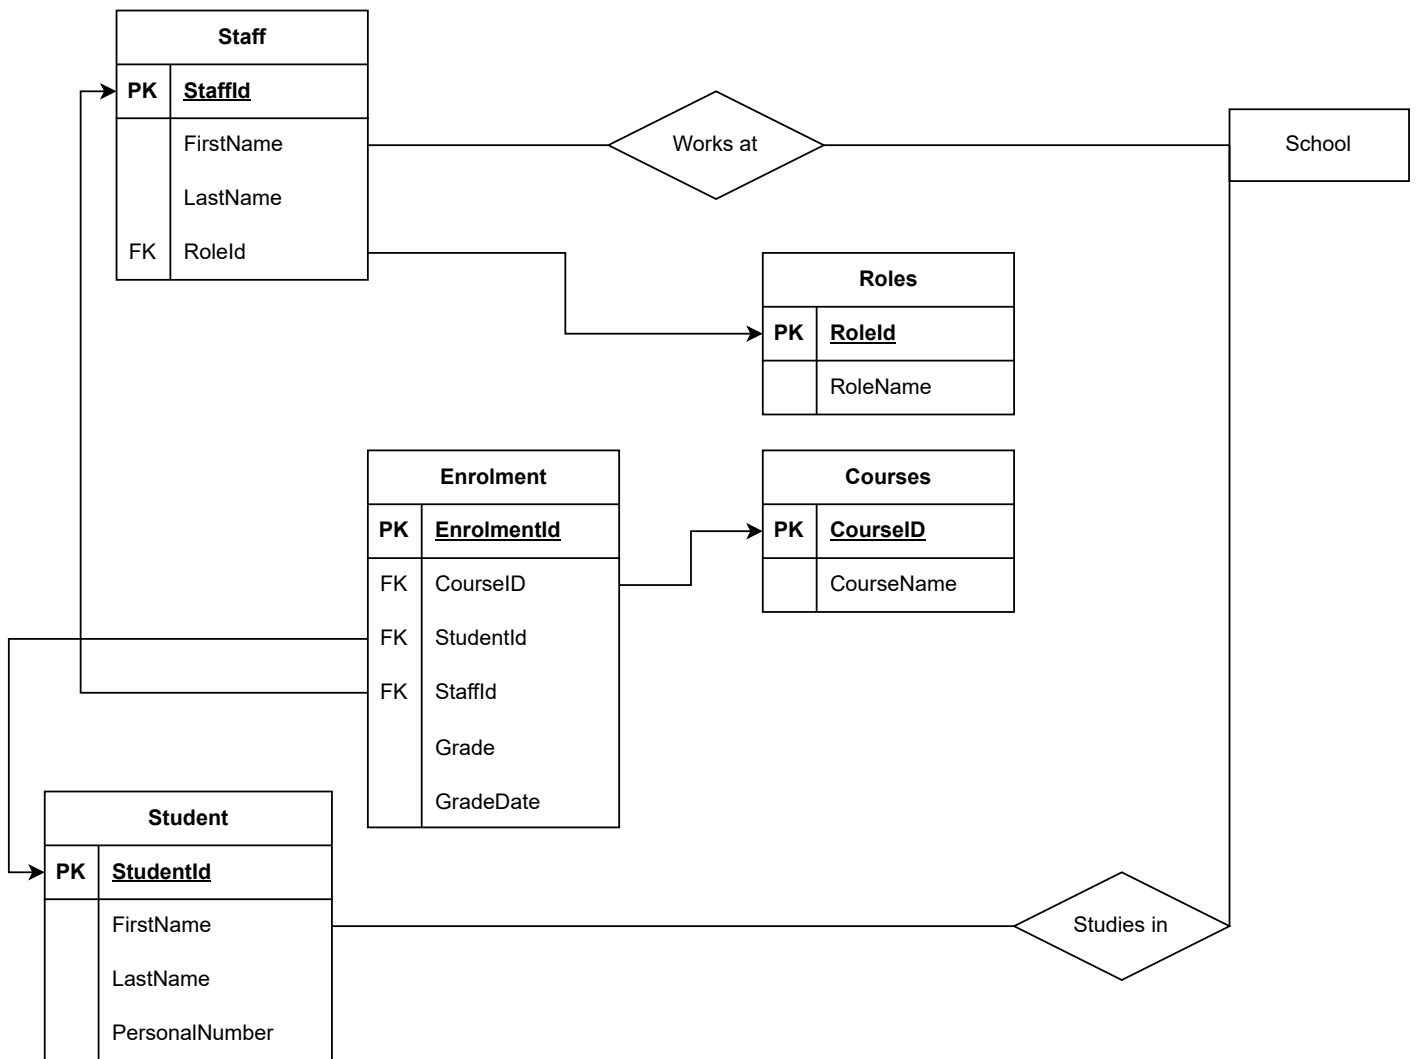 Staff
PK StaffId
FirstName
LastName
FK RoleId
Works at
School
Roles
PK RoleId
RoleName
Enrolment
PK EnrolmentId
FK CourseID
FK StudentId
FK StaffId
Grade
GradeDate
Courses
PK CourseID
CourseName
Student
PK StudentId
FirstName
LastName
PersonalNumber
Studies in